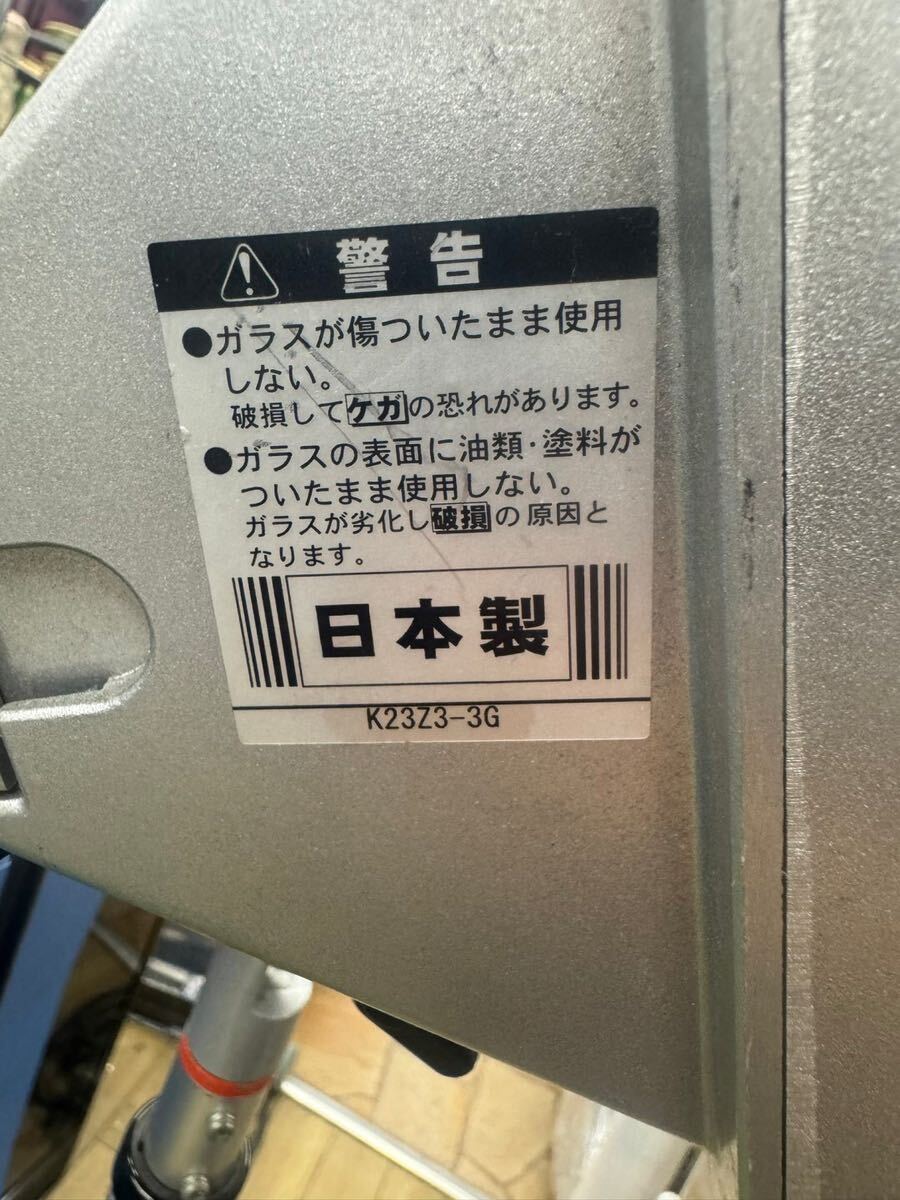 警告
●ガラスが傷ついたまま使用
しない。
破損してケガの恐れがあります。
●ガラスの表面に油類・塗料が
ついたまま使用しない。
ガラスが劣化し破損の原因と
なります。
日本製
K23Z3-3G